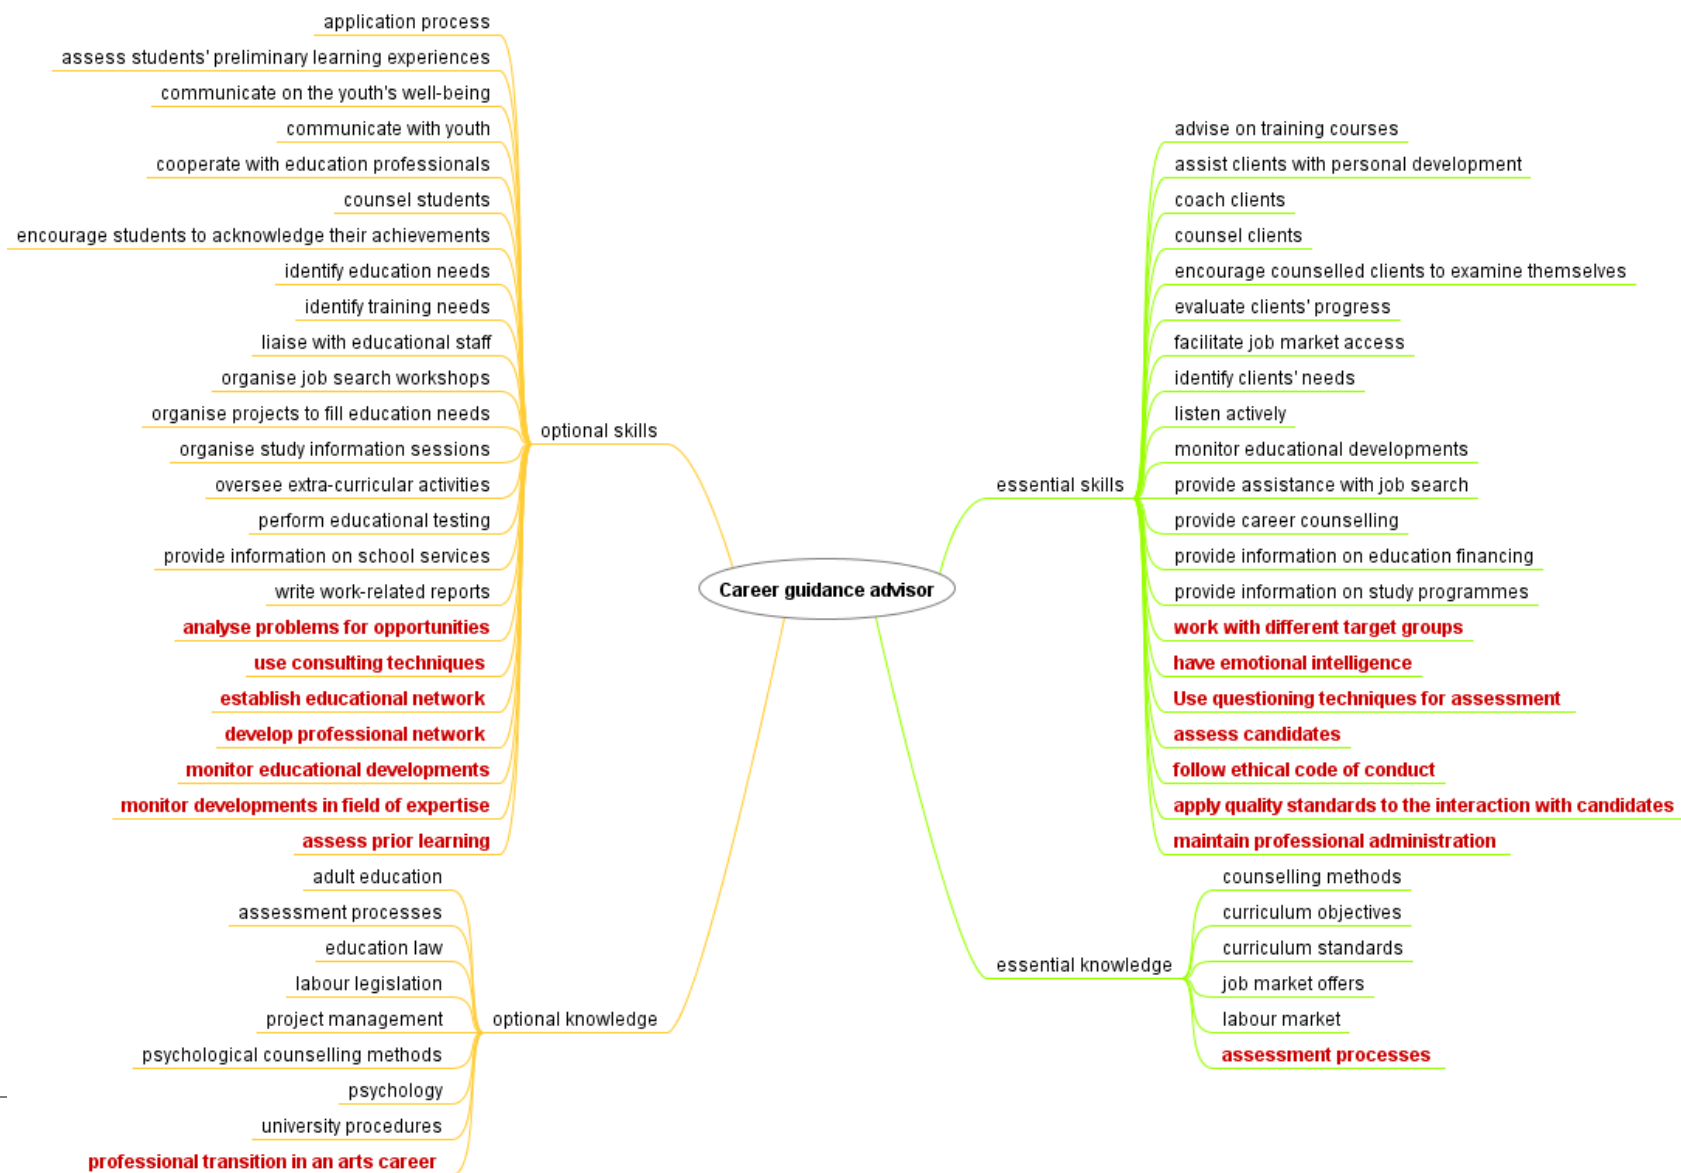 application process
assess students' preliminary learning experiences
communicate on the youth's well-being
communicate with youth
cooperate with education professionals
counsel students
encourage students to acknowledge their achievements
identify education needs
identify training needs
liaise with educational staff
organise job search workshops
organise projects to fill education needs
organise study information sessions
oversee extra-curricular activities
perform educational testing
provide information on school services
write work-related reports
analyse problems for opportunities
use consulting techniques
establish educational network
develop professional network
monitor educational developments
monitor developments in field of expertise
assess prior learning
optional skills
adult education
assessment processes
education law
labour legislation
project management
psychological counselling methods
psychology
university procedures
professional transition in an arts career
optional knowledge
Career guidance advisor
essential skills
advise on training courses
assist clients with personal development
coach clients
counsel clients
encourage counselled clients to examine themselves
evaluate clients' progress
facilitate job market access
identify clients' needs
listen actively
monitor educational developments
provide assistance with job search
provide career counselling
provide information on education financing
provide information on study programmes
work with different target groups
have emotional intelligence
Use questioning techniques for assessment
assess candidates
follow ethical code of conduct
apply quality standards to the interaction with candidates
maintain professional administration
essential knowledge
counselling methods
curriculum objectives
curriculum standards
job market offers
labour market
assessment processes